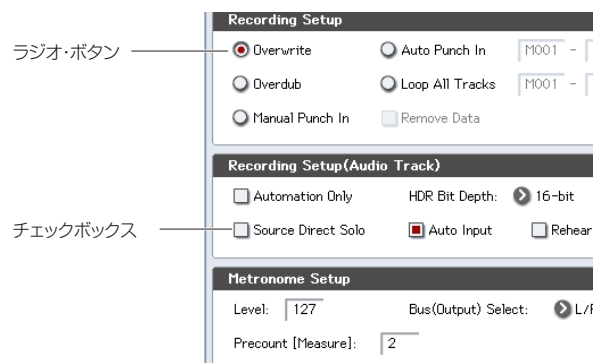 Recording Setup
ラジオ・ボタン
Overwrite Auto Punch In M001 -
Overdub Loop All Tracks M001 -
Manual Punch In Remove Data
Recording Setup(Audio Track)
Automation Only HDR Bit Depth: 16-bit
チェックボックス
Source Direct Solo Auto Input
Metronome Setup
Level: 127 Bus(Output) Select:
Precount [Measure]: 2